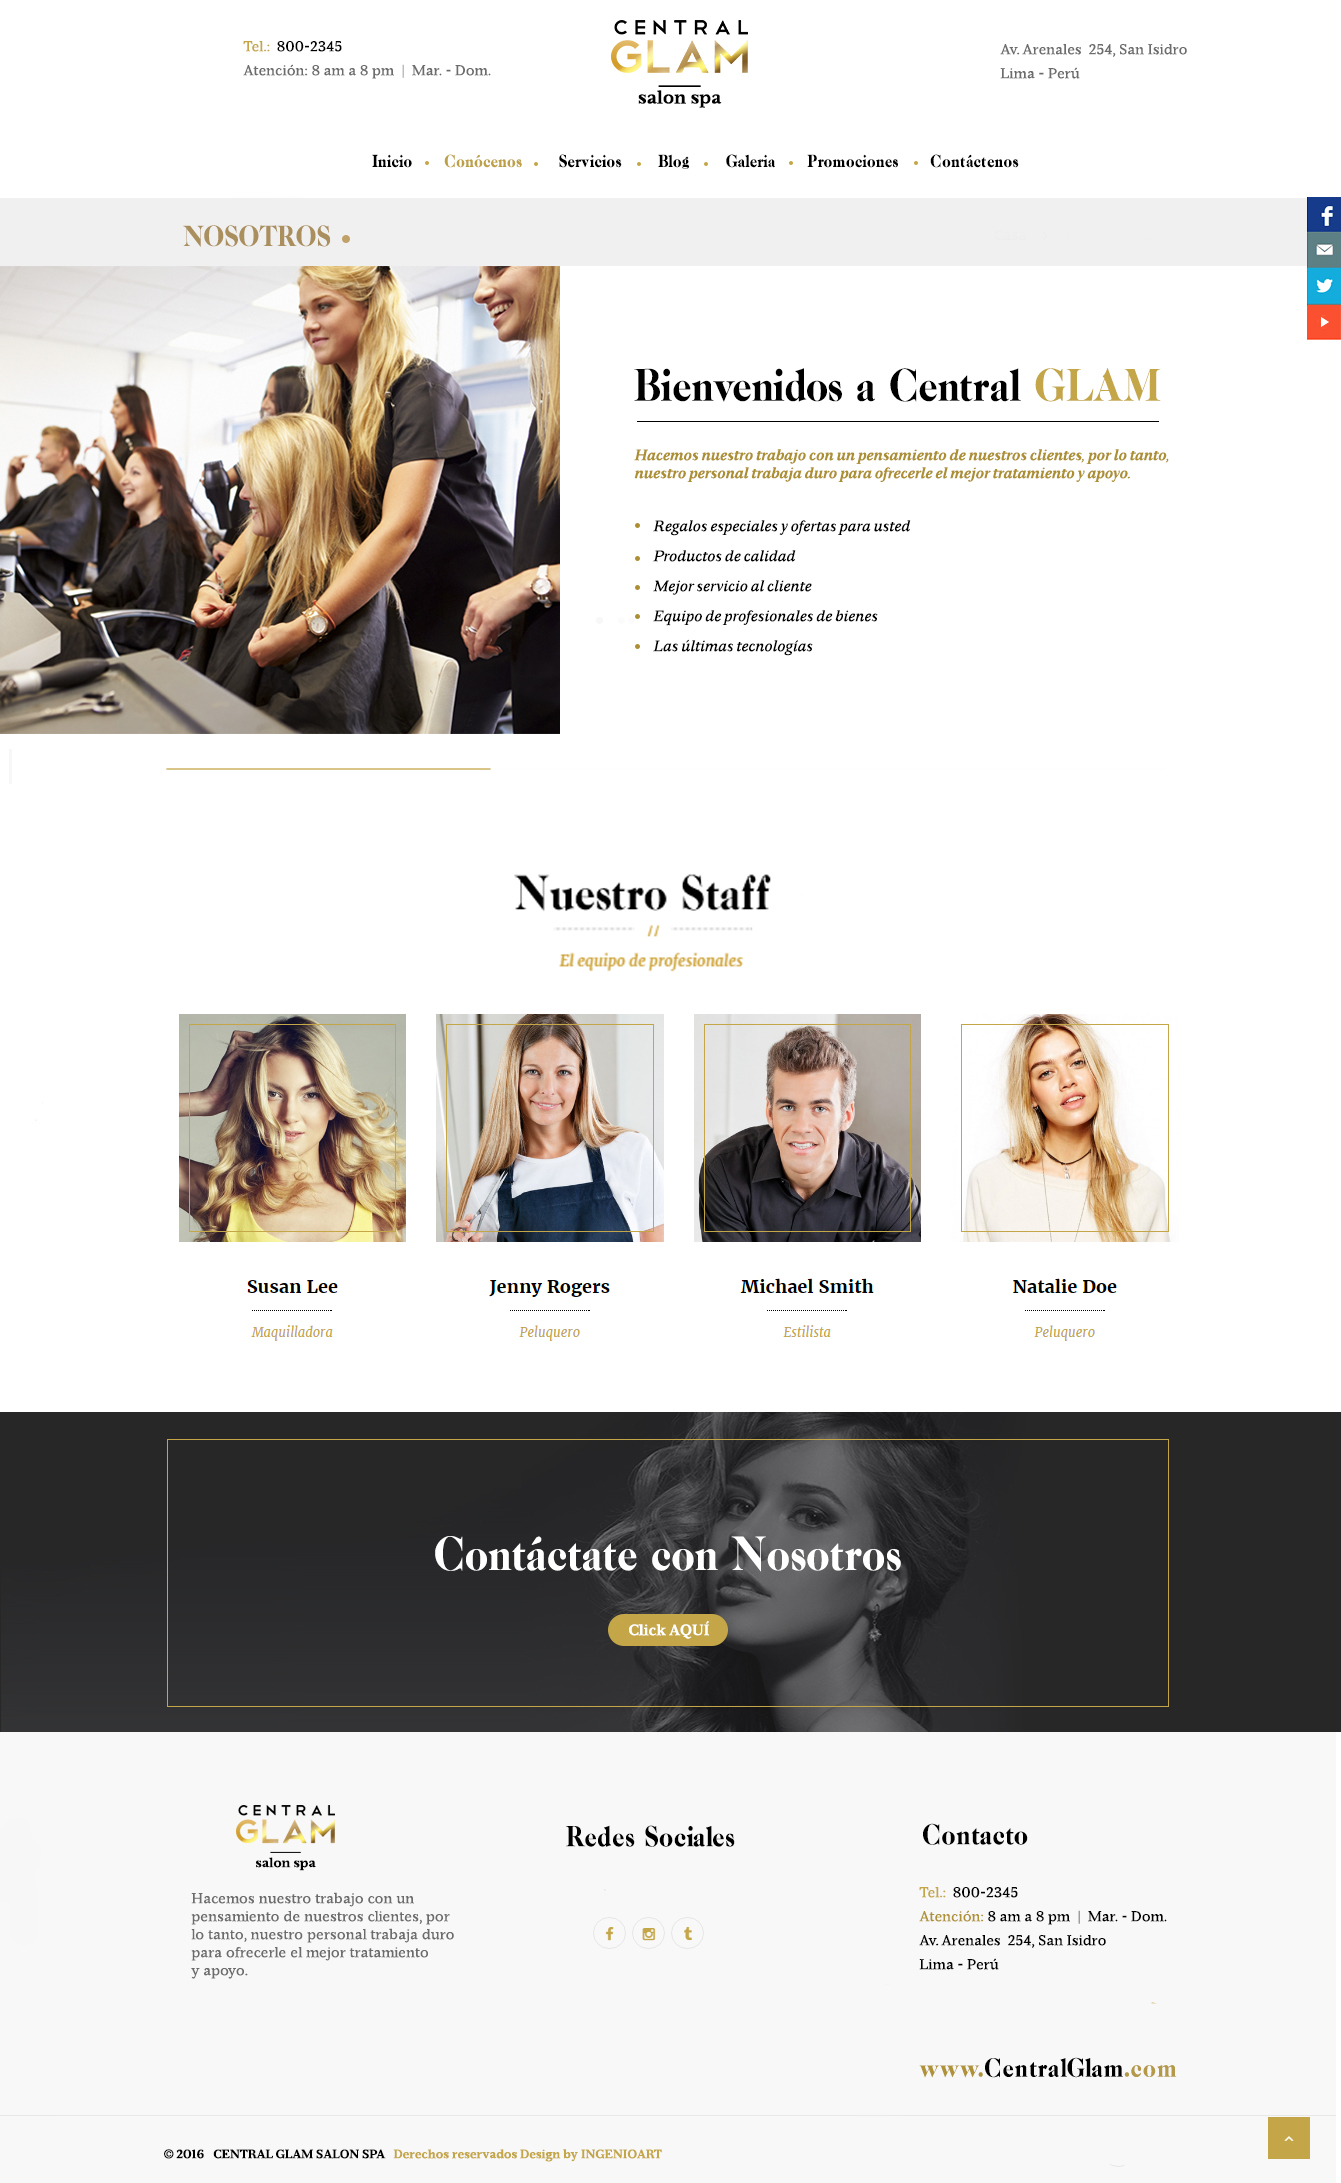 Tel.: 800-2345
Atención: 8 am a 8 pm | Mar. - Dom.
CENTRAL
GLAM
salon spa
Av. Arenales 254, San Isidro
Lima - Perú
Inicio • Conócenos • Servicios • Blog • Galeria • Promociones • Contáctenos
NOSOTROS •
Bienvenidos a Central GLAM
Hacemos nuestro trabajo con un pensamiento de nuestros clientes, por lo tanto,
nuestro personal trabaja duro para ofrecerle el mejor tratamiento y apoyo.
• Regalos especiales y ofertas para usted
• Productos de calidad
• Mejor servicio al cliente
• Equipo de profesionales de bienes
• Las últimas tecnologías
Nuestro Staff
//
El equipo de profesionales
Susan Lee
Maquilladora
Jenny Rogers
Peluquero
Michael Smith
Estilista
Natalie Doe
Peluquero
Contáctate con Nosotros
Click AQUÍ
CENTRAL
GLAM
salon spa
Hacemos nuestro trabajo con un
pensamiento de nuestros clientes, por
lo tanto, nuestro personal trabaja duro
para ofrecerle el mejor tratamiento
y apoyo.
Redes Sociales
Contacto
Tel.: 800-2345
Atención: 8 am a 8 pm | Mar. - Dom.
Av. Arenales 254, San Isidro
Lima - Perú
www.CentralGlam.com
© 2016 CENTRAL GLAM SALON SPA Derechos reservados Design by INGENIOART